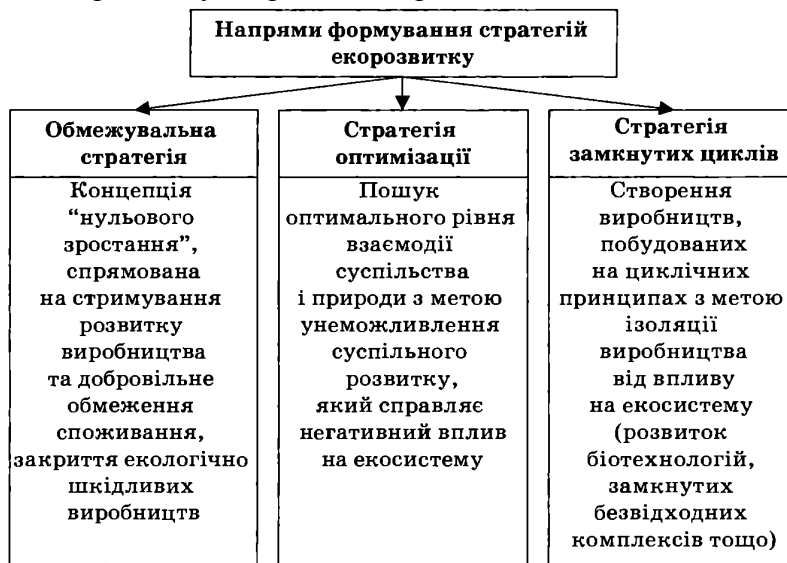 Напрями формування стратегій
екорозвитку
Обмежувальна
стратегія
Концепція
“нульового
зростання”,
спрямована
на стримування
розвитку
виробництва
та добровільне
обмеження
споживання,
закриття екологічно
шкідливих
виробництв
Стратегія
оптимізації
Пошук
оптимального рівня
взаємодії
суспільства
і природи з метою
унеможливлення
суспільного
розвитку,
який справляє
негативний вплив
на екосистему
Стратегія
замкнутих циклів
Створення
виробництв,
побудованих
на циклічних
принципах з метою
ізоляції
виробництва
від впливу
на екосистему
(розвиток
біотехнологій,
замкнутих
безвідходних
комплексів тощо)